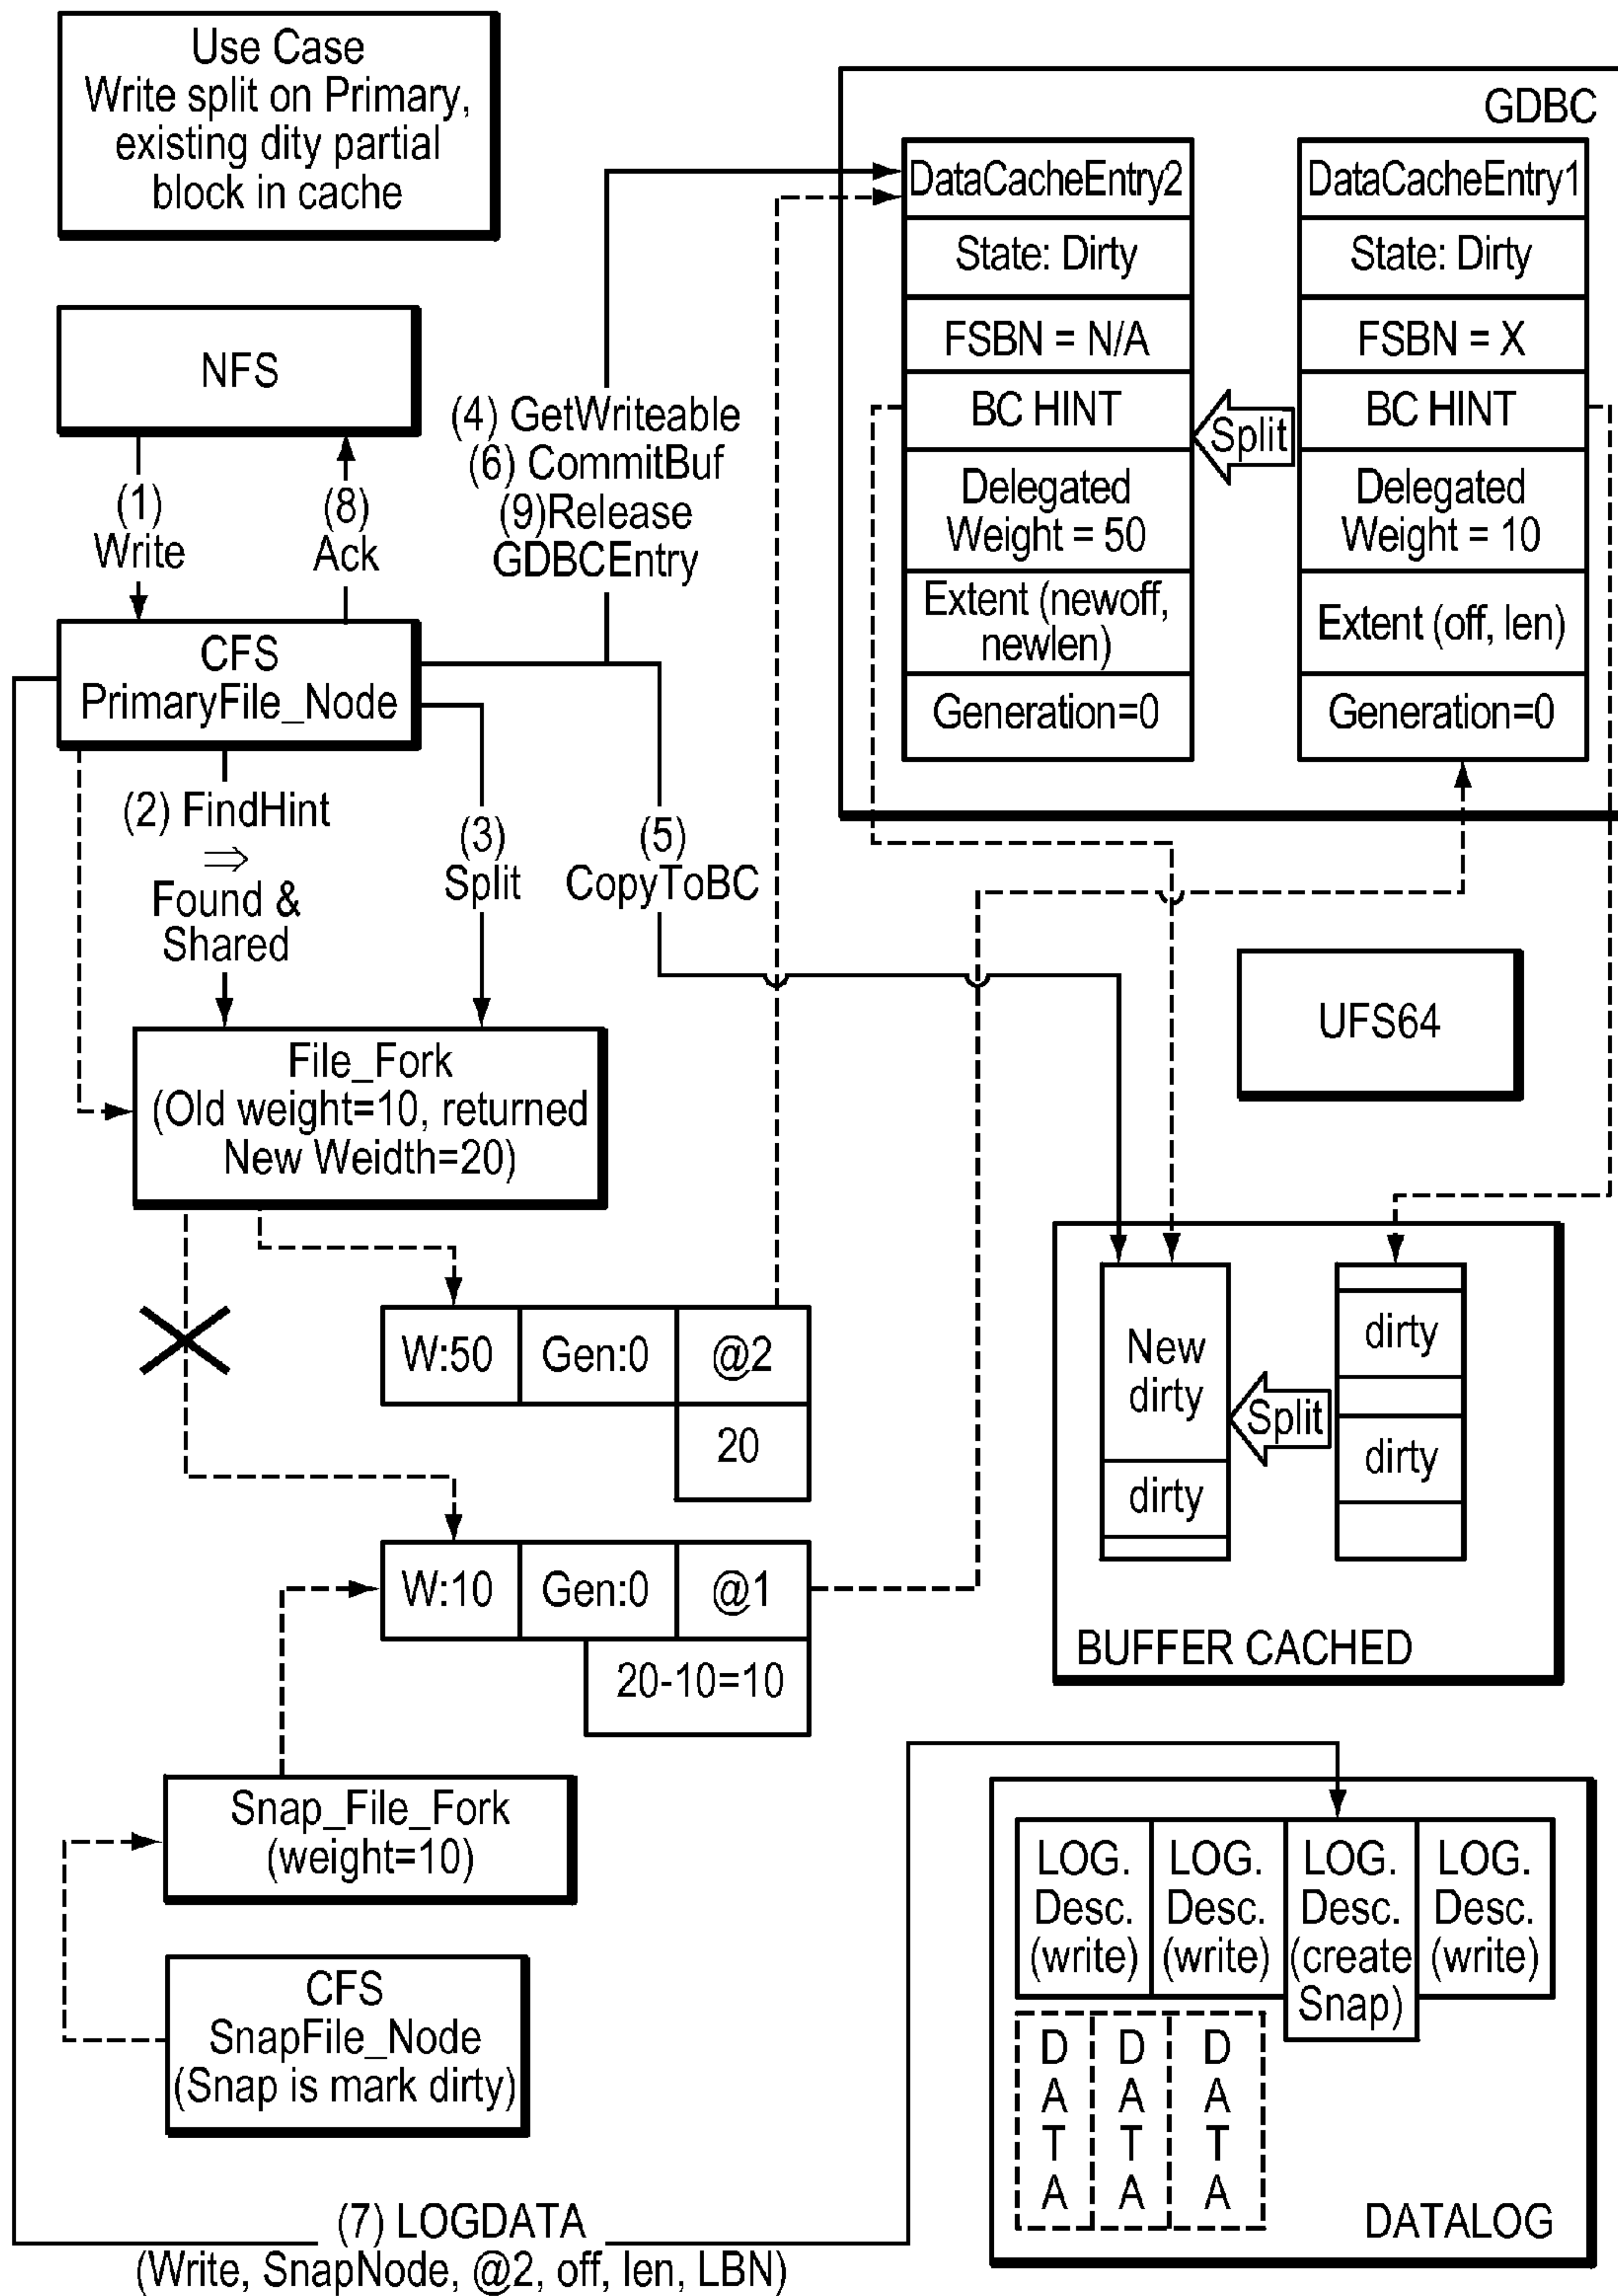 Use Case
Write split on Primary,
existing dity partial
block in cache
NFS
(1)
Write
(8)
Ack
(4) GetWriteable
(6) CommitBuf
(9)Release
GDBCEntry
CFS
PrimaryFile_Node
(2) FindHint
⇒
Found &
Shared
(3)
Split
(5)
CopyToBC
File_Fork
(Old weight=10, returned
New Weidth=20)
W:50
Gen:0
@2
20
W:10
Gen:0
@1
20-10=10
Snap_File_Fork
(weight=10)
CFS
SnapFile_Node
(Snap is mark dirty)
(7) LOGDATA
(Write, SnapNode, @2, off, len, LBN)
GDBC
DataCacheEntry2
State: Dirty
FSBN = N/A
BC HINT
Delegated
Weight = 50
Extent (newoff,
newlen)
Generation=0
Split
DataCacheEntry1
State: Dirty
FSBN = X
BC HINT
Delegated
Weight = 10
Extent (off, len)
Generation=0
UFS64
New
dirty
dirty
Split
dirty
dirty
BUFFER CACHED
LOG.
Desc.
(write)
LOG.
Desc.
(write)
LOG.
Desc.
(create
Snap)
LOG.
Desc.
(write)
D
A
T
A
D
A
T
A
D
A
T
A
DATALOG